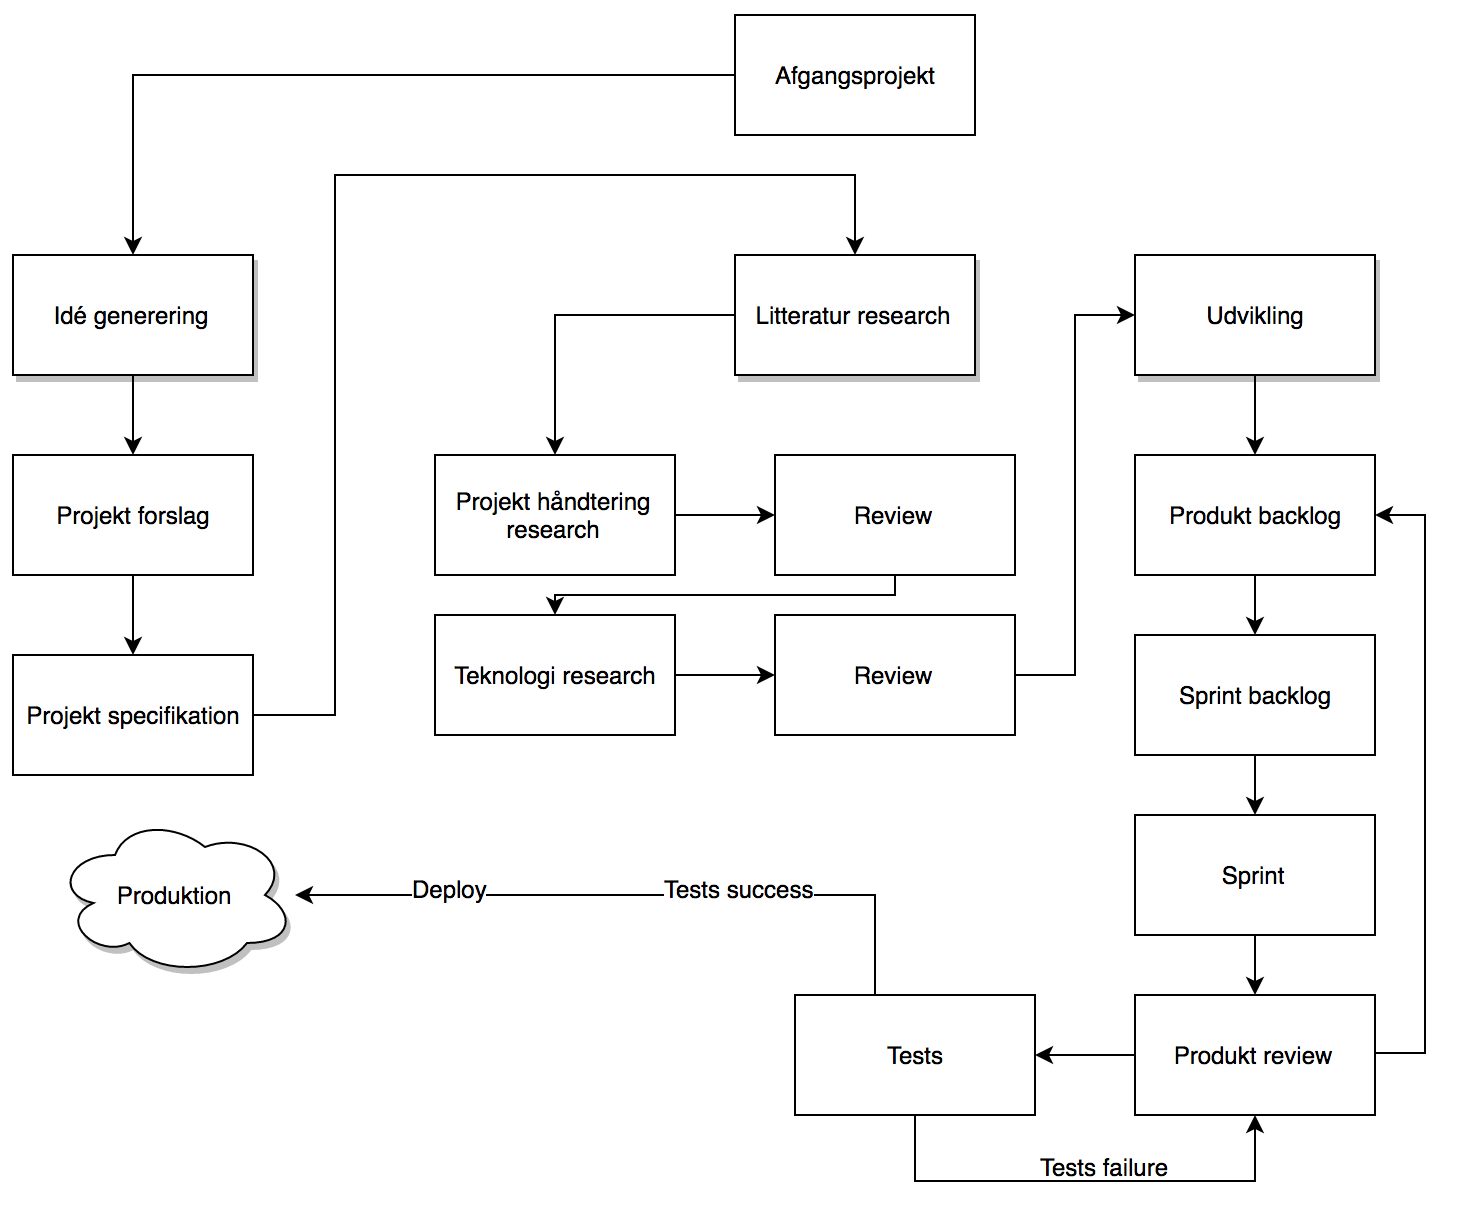 Afgangsprojekt
Idé generering
Litteratur research
Udvikling
Projekt forslag
Projekt håndtering
research
Review
Produkt backlog
Projekt specifikation
Teknologi research
Review
Sprint backlog
Produktion
Deploy
Tests success
Sprint
Tests
Produkt review
Tests failure